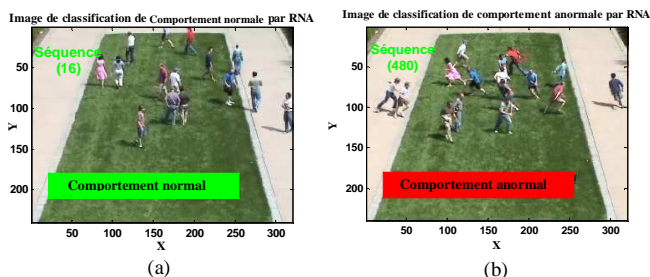 Image de classification de Comportement normale par RNA
Séquence
(16)
50
100
150
200
Y
Comportement normal
50
100
150
200
250
300
X
(a)
Image de classification de comportement anormale par RNA
Séquence
(480)
50
100
150
200
Y
Comportement anormal
50
100
150
200
250
300
X
(b)